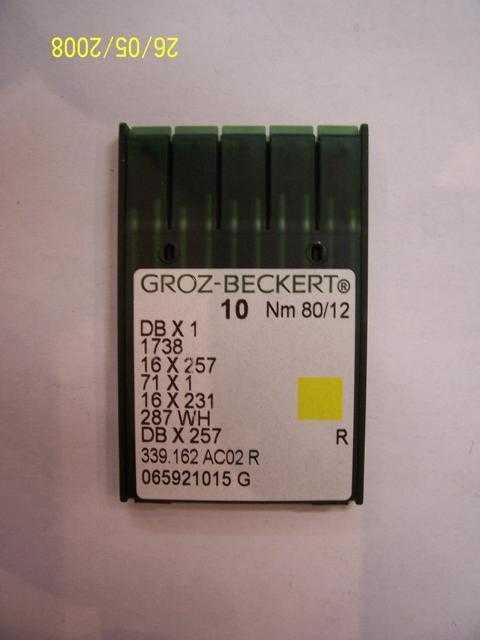 26/05/2008
GROZ-BECKERT®
10 Nm 80/12
DB X 1
1738
16 X 257
71 X 1
16 X 231
287 WH
DB X 257 R
339.162 AC02 R
065921015 G